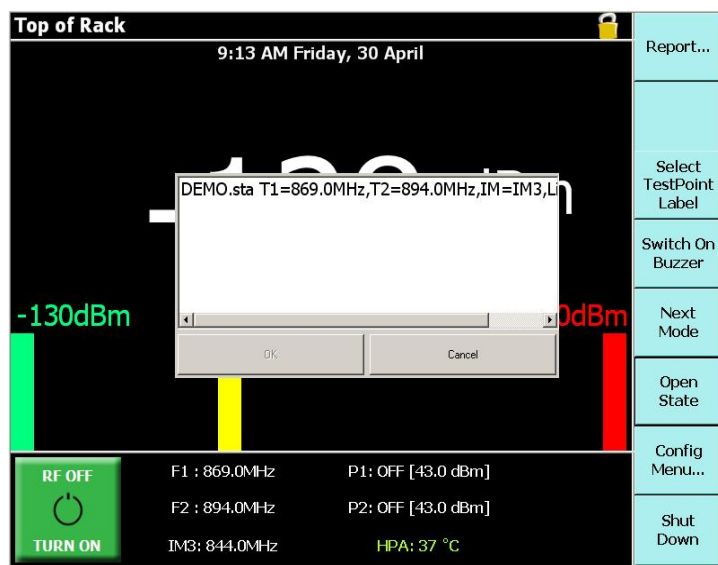 Top of Rack
9:13 AM Friday, 30 April
Report...
Select
TestPoint
Label
DEMO.sta T1=869.0MHz,T2=894.0MHz,IM=IM3,Li
Switch On
Buzzer
-130dBm
0dBm
Next
Mode
OK
Cancel
Open
State
Config
Menu...
RF OFF
F1 : 869.0MHz
P1: OFF [43.0 dBm]
F2 : 894.0MHz
P2: OFF [43.0 dBm]
Shut
Down
TURN ON
IM3: 844.0MHz
HPA: 37 °C